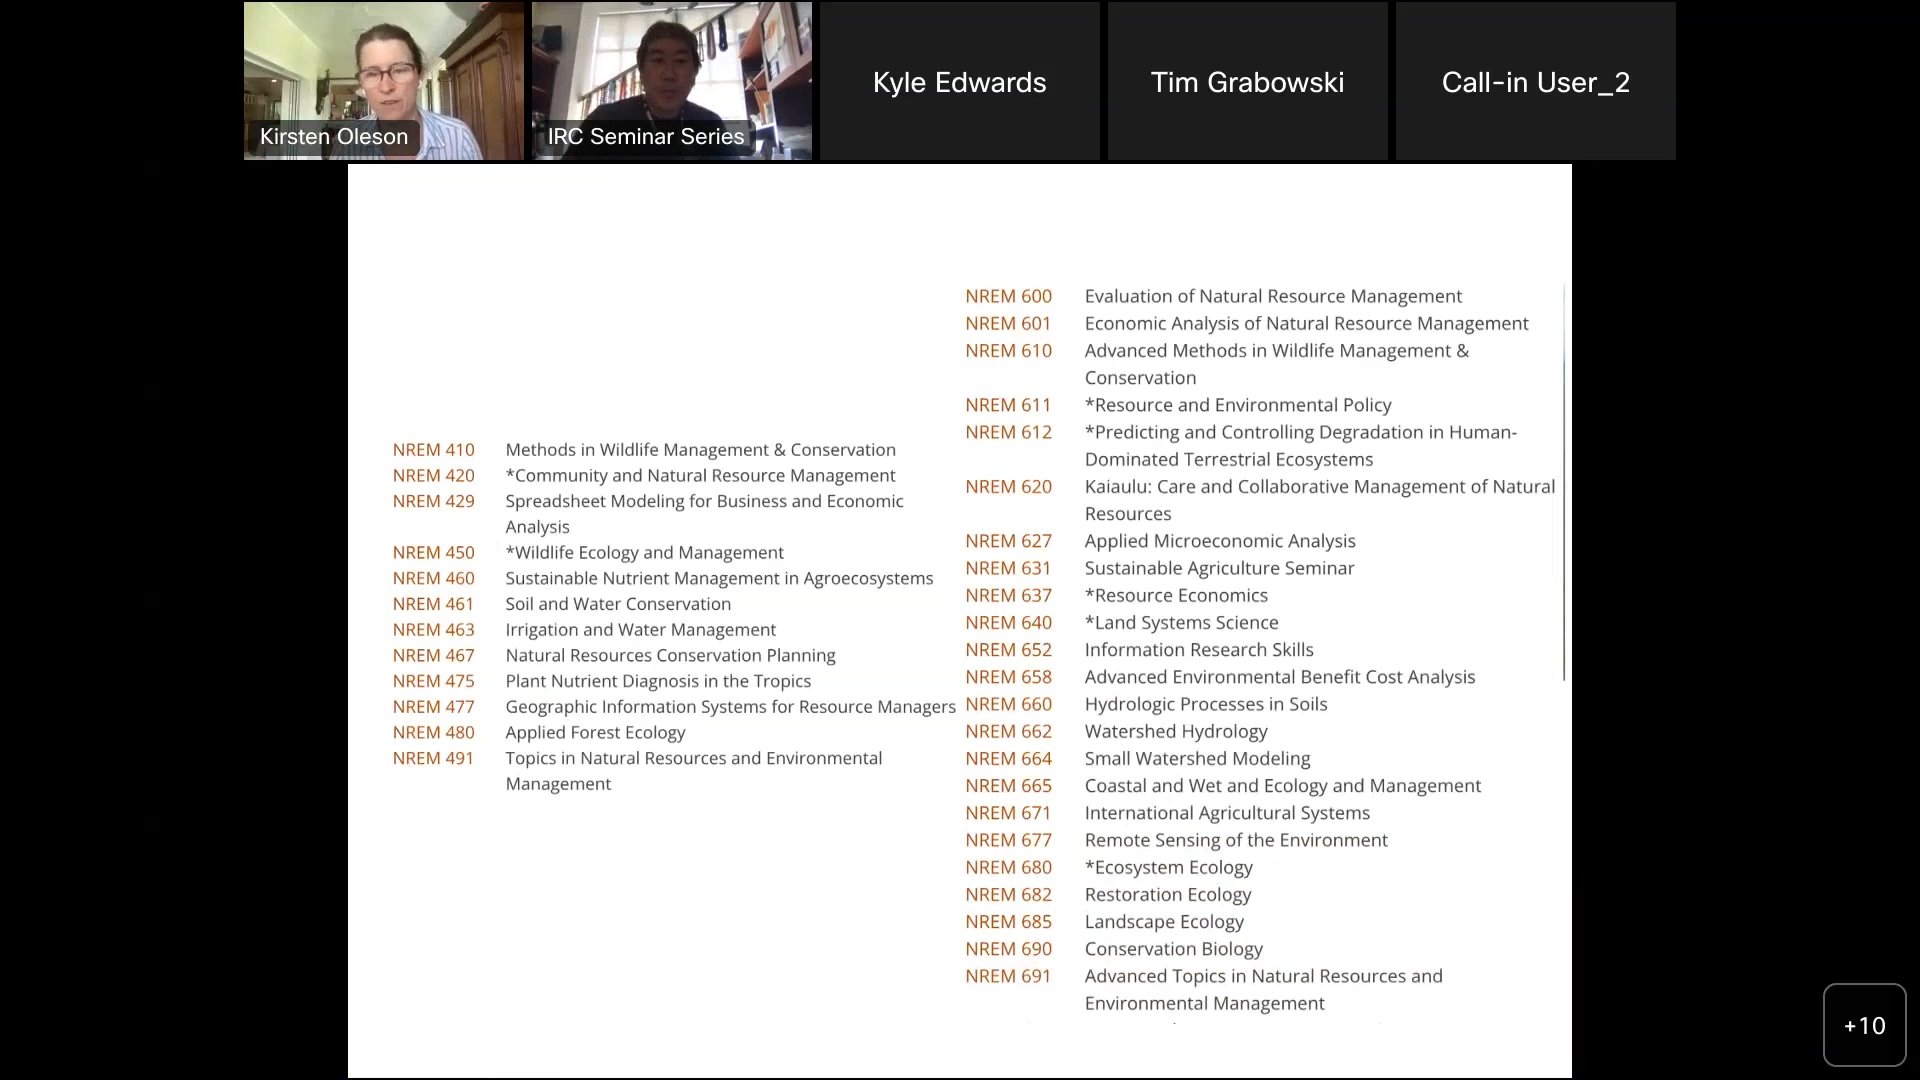 Kirsten Oleson
IRC Seminar Series
Kyle Edwards
Tim Grabowski
Call-in User_2
NREM 410 Methods in Wildlife Management & Conservation
NREM 420 *Community and Natural Resource Management
NREM 429 Spreadsheet Modeling for Business and Economic
Analysis
NREM 450 *Wildlife Ecology and Management
NREM 460 Sustainable Nutrient Management in Agroecosystems
NREM 461 Soil and Water Conservation
NREM 463 Irrigation and Water Management
NREM 467 Natural Resources Conservation Planning
NREM 475 Plant Nutrient Diagnosis in the Tropics
NREM 477 Geographic Information Systems for Resource Managers
NREM 480 Applied Forest Ecology
NREM 491 Topics in Natural Resources and Environmental
Management
NREM 600 Evaluation of Natural Resource Management
NREM 601 Economic Analysis of Natural Resource Management
NREM 610 Advanced Methods in Wildlife Management &
Conservation
NREM 611 *Resource and Environmental Policy
NREM 612 *Predicting and Controlling Degradation in Human-
Dominated Terrestrial Ecosystems
NREM 620 Kaiaulu: Care and Collaborative Management of Natural
Resources
NREM 627 Applied Microeconomic Analysis
NREM 631 Sustainable Agriculture Seminar
NREM 637 *Resource Economics
NREM 640 *Land Systems Science
NREM 652 Information Research Skills
NREM 658 Advanced Environmental Benefit Cost Analysis
NREM 660 Hydrologic Processes in Soils
NREM 662 Watershed Hydrology
NREM 664 Small Watershed Modeling
NREM 665 Coastal and Wet and Ecology and Management
NREM 671 International Agricultural Systems
NREM 677 Remote Sensing of the Environment
NREM 680 *Ecosystem Ecology
NREM 682 Restoration Ecology
NREM 685 Landscape Ecology
NREM 690 Conservation Biology
NREM 691 Advanced Topics in Natural Resources and
Environmental Management
+10